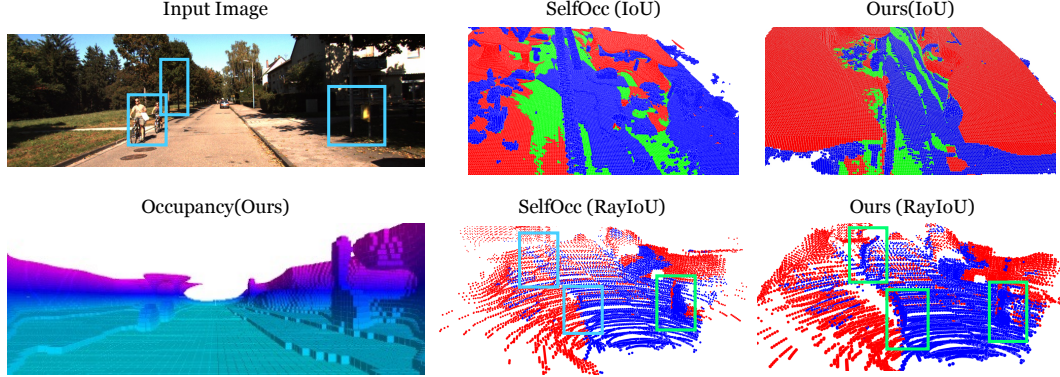 Input Image
SelfOcc (IoU)
Ours(IoU)
Occupancy(Ours)
SelfOcc (RayIoU)
Ours (RayIoU)